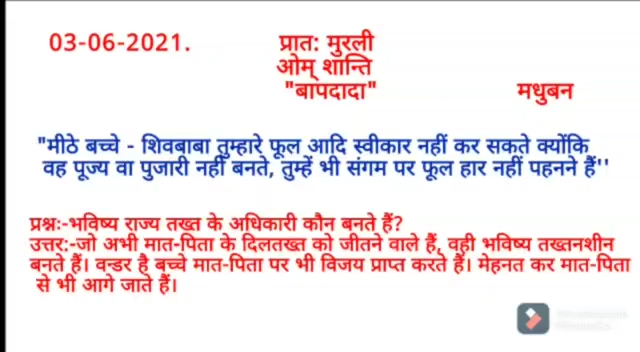 03-06-2021. प्रात: मुरली
ओम् शान्ति
"बापदादा" मधुबन
"मीठे बच्चे - शिवबाबा तुम्हारे फूल आदि स्वीकार नहीं कर सकते क्योंकि
वह पूज्य वा पुजारी नहीं बनते, तुम्हें भी संगम पर फूल हार नहीं पहनने हैं''
प्रश्नः-भविष्य राज्य तख्त के अधिकारी कौन बनते हैं?
उत्तर:-जो अभी मात-पिता के दिलतख्त को जीतने वाले हैं, वही भविष्य तख्तनशीन
बनते हैं। वन्डर है बच्चे मात-पिता पर भी विजय प्राप्त करते हैं। मेहनत कर मात-पिता
से भी आगे जाते हैं।